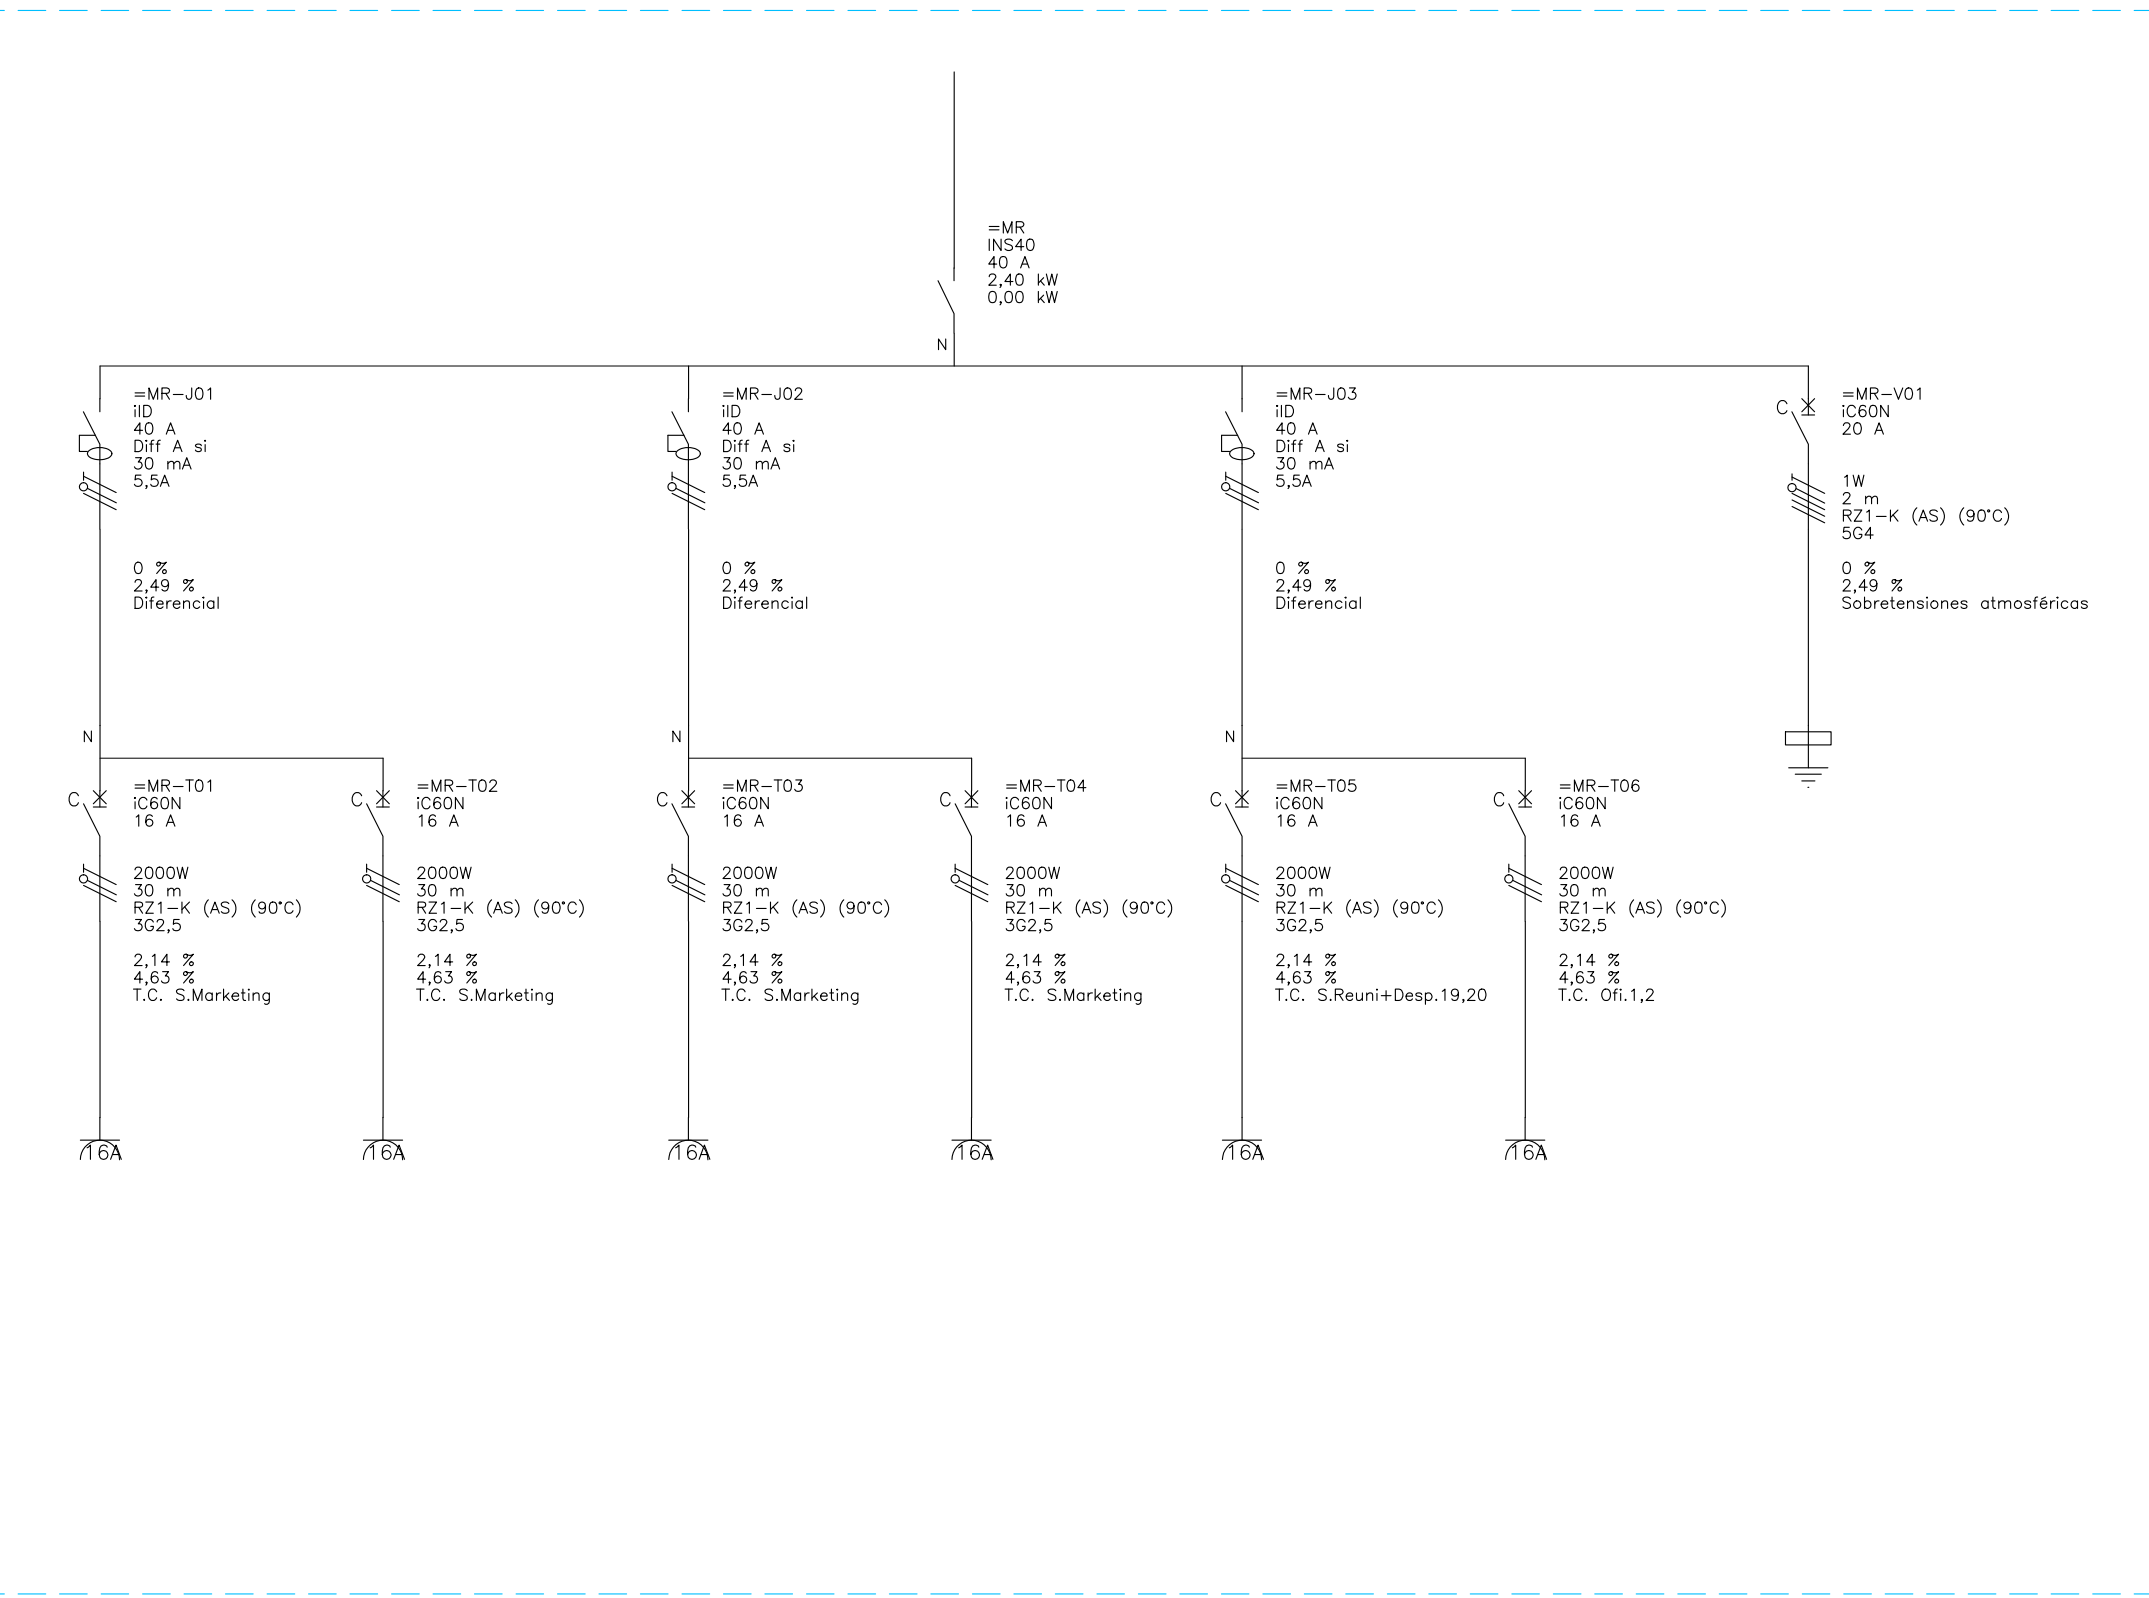 =MR
INS40
40 A
2,40 kW
0,00 kW
N
=MR-J01
iID
40 A
Diff A si
30 mA
5,5A
0 %
2,49 %
Diferencial
=MR-J02
iID
40 A
Diff A si
30 mA
5,5A
0 %
2,49 %
Diferencial
=MR-J03
iID
40 A
Diff A si
30 mA
5,5A
0 %
2,49 %
Diferencial
C
=MR-V01
iC60N
20 A
1W
2 m
RZ1-K (AS) (90°C)
5G4
0 %
2,49 %
Sobretensiones atmosféricas
N
N
N
C
=MR-T01
iC60N
16 A
2000W
30 m
RZ1-K (AS) (90°C)
3G2,5
2,14 %
4,63 %
T.C. S.Marketing
16A
C
=MR-T02
iC60N
16 A
2000W
30 m
RZ1-K (AS) (90°C)
3G2,5
2,14 %
4,63 %
T.C. S.Marketing
16A
C
=MR-T03
iC60N
16 A
2000W
30 m
RZ1-K (AS) (90°C)
3G2,5
2,14 %
4,63 %
T.C. S.Marketing
16A
C
=MR-T04
iC60N
16 A
2000W
30 m
RZ1-K (AS) (90°C)
3G2,5
2,14 %
4,63 %
T.C. S.Marketing
16A
C
=MR-T05
iC60N
16 A
2000W
30 m
RZ1-K (AS) (90°C)
3G2,5
2,14 %
4,63 %
T.C. S.Reuni+Desp.19,20
16A
C
=MR-T06
iC60N
16 A
2000W
30 m
RZ1-K (AS) (90°C)
3G2,5
2,14 %
4,63 %
T.C. Ofi.1,2
16A